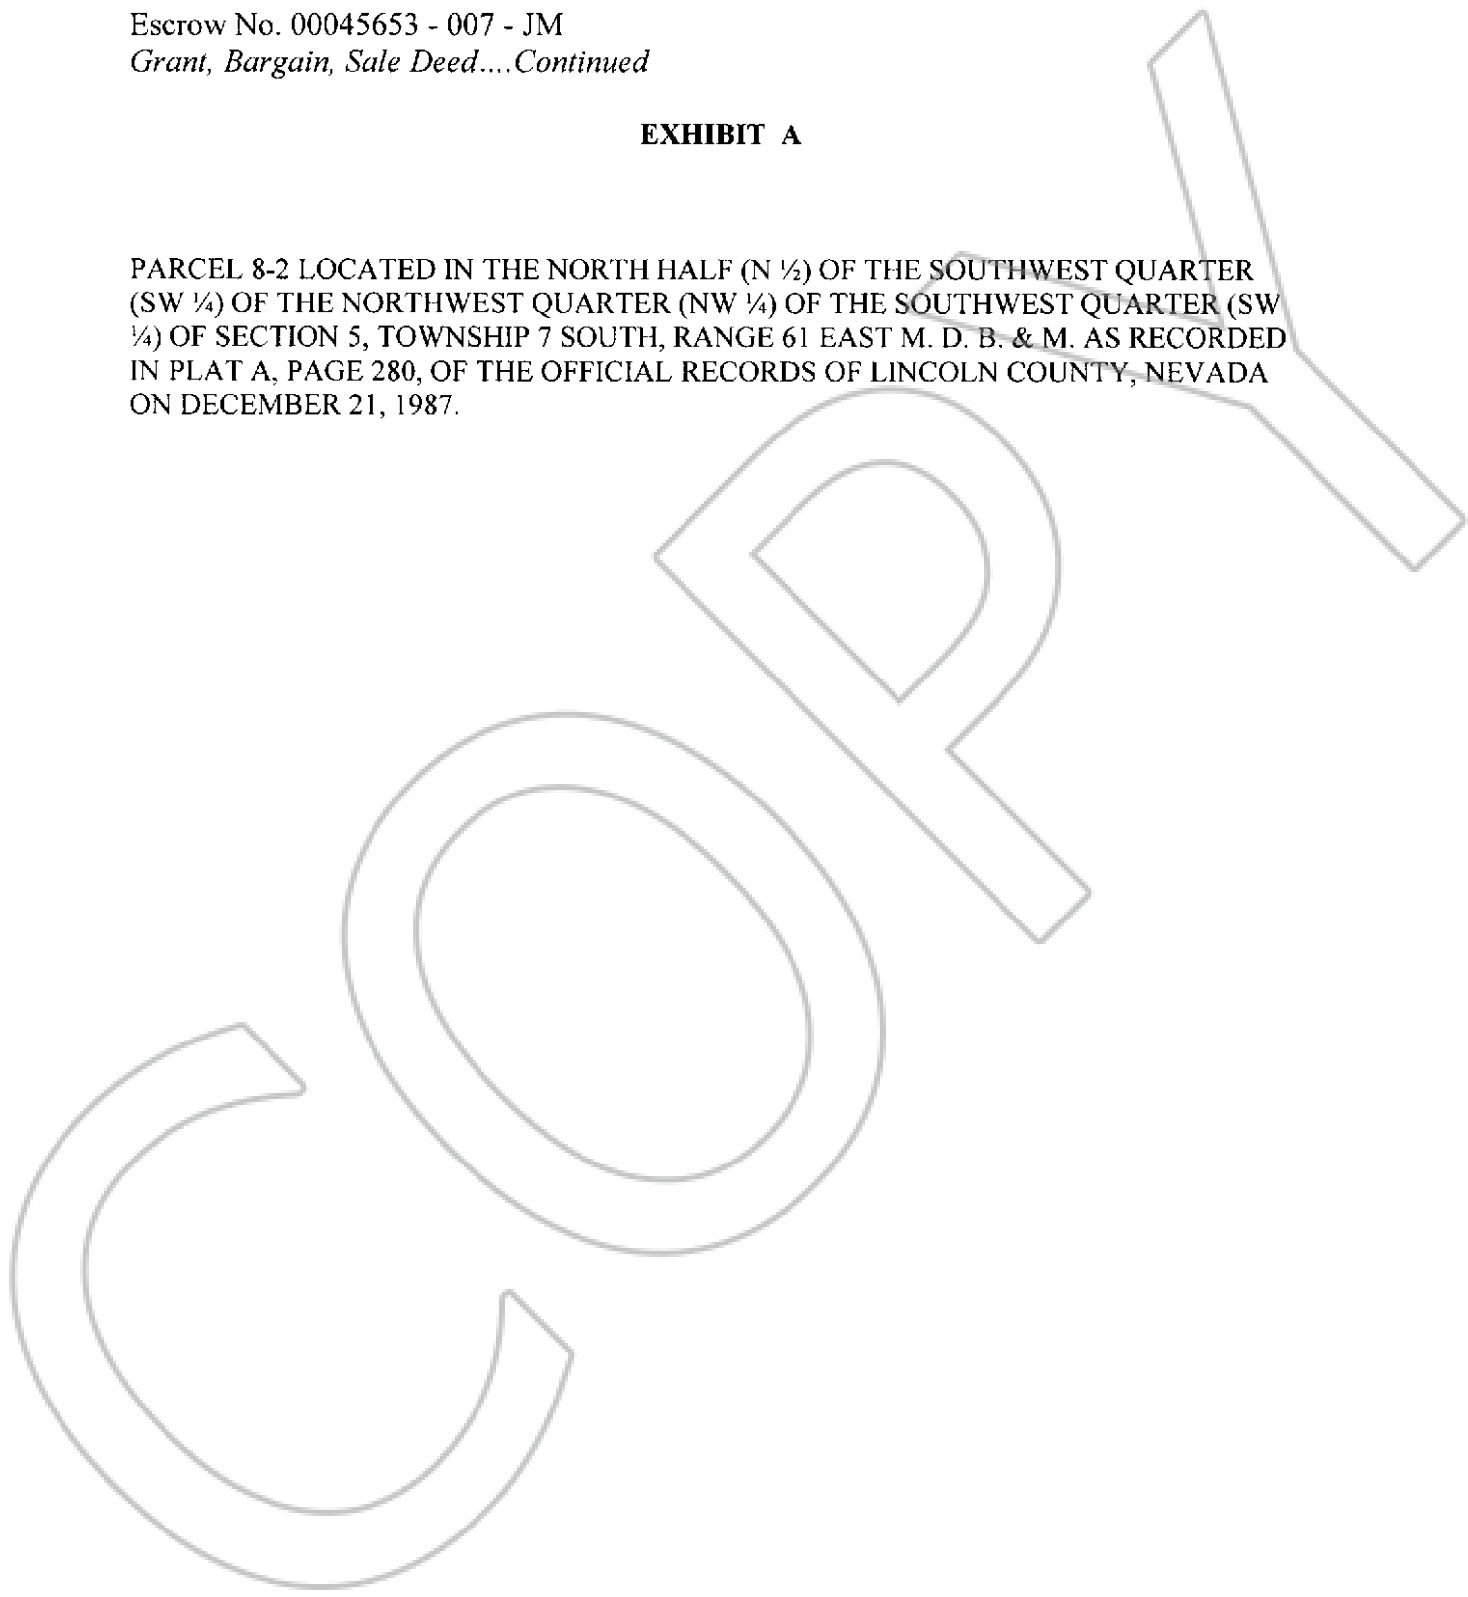 Escrow No. 00045653 - 007 - JM
Grant, Bargain, Sale Deed....Continued
EXHIBIT A
PARCEL 8-2 LOCATED IN THE NORTH HALF (N ½) OF THE SOUTHWEST QUARTER
(SW ¼) OF THE NORTHWEST QUARTER (NW ¼) OF THE SOUTHWEST QUARTER (SW
¼) OF SECTION 5, TOWNSHIP 7 SOUTH, RANGE 61 EAST M. D. B. & M. AS RECORDED
IN PLAT A, PAGE 280, OF THE OFFICIAL RECORDS OF LINCOLN COUNTY, NEVADA
ON DECEMBER 21, 1987.
COPY